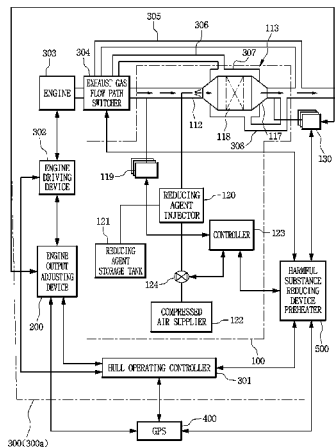 305
306
113
303
304
307
ENGINE
EXHAUSC GAS
FLOW PATH
SWITCHER
112
118
117
308
130
302
ENGINE
DRIVING
DEVICE
119
REDUCING
AGENT
INJECTOR
120
121
REDUCING
AGENT
STORAGE TANK
CONTROLLER
123
124
ENGINE
OUTPUT
ADJUSTING
DEVICE
200
HARMFUL
SUBSTANCE
REDUCING
DEVICE
PREHEATER
500
COMPRESSED
AIR SUPPLIER
122
100
HULL OPERATING CONTROLLER
301
GPS
400
300(300a)